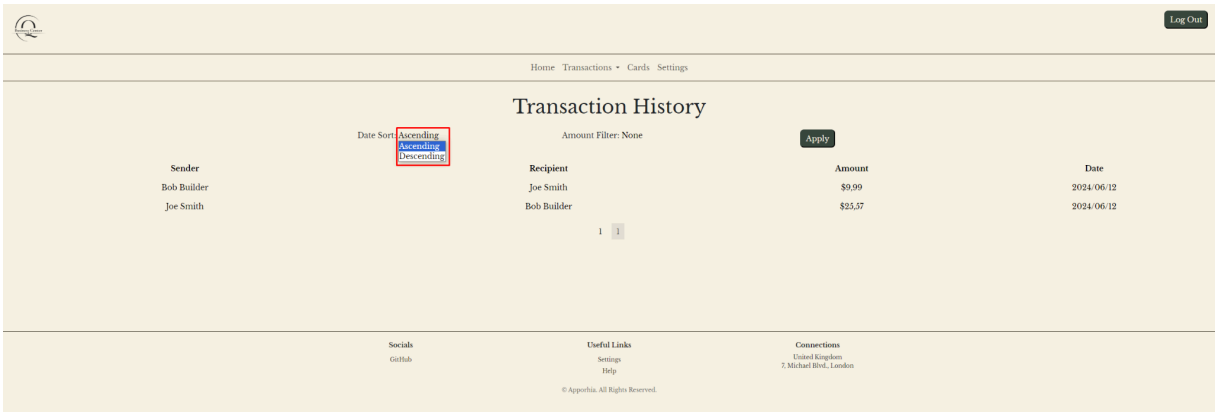 Log Out
Home Transactions Cards Settings
Transaction History
Date Sort: Ascending Amount Filter: None Apply
Ascending
Descending
Sender Recipient Amount Date
Bob Builder Joe Smith $9,99 2024/06/12
Joe Smith Bob Builder $25,57 2024/06/12
1 1
Socials Useful Links Connections
GitHub Settings United Kingdom
7, Michael Blvd., London
Help
© Apporhia. All Rights Reserved.